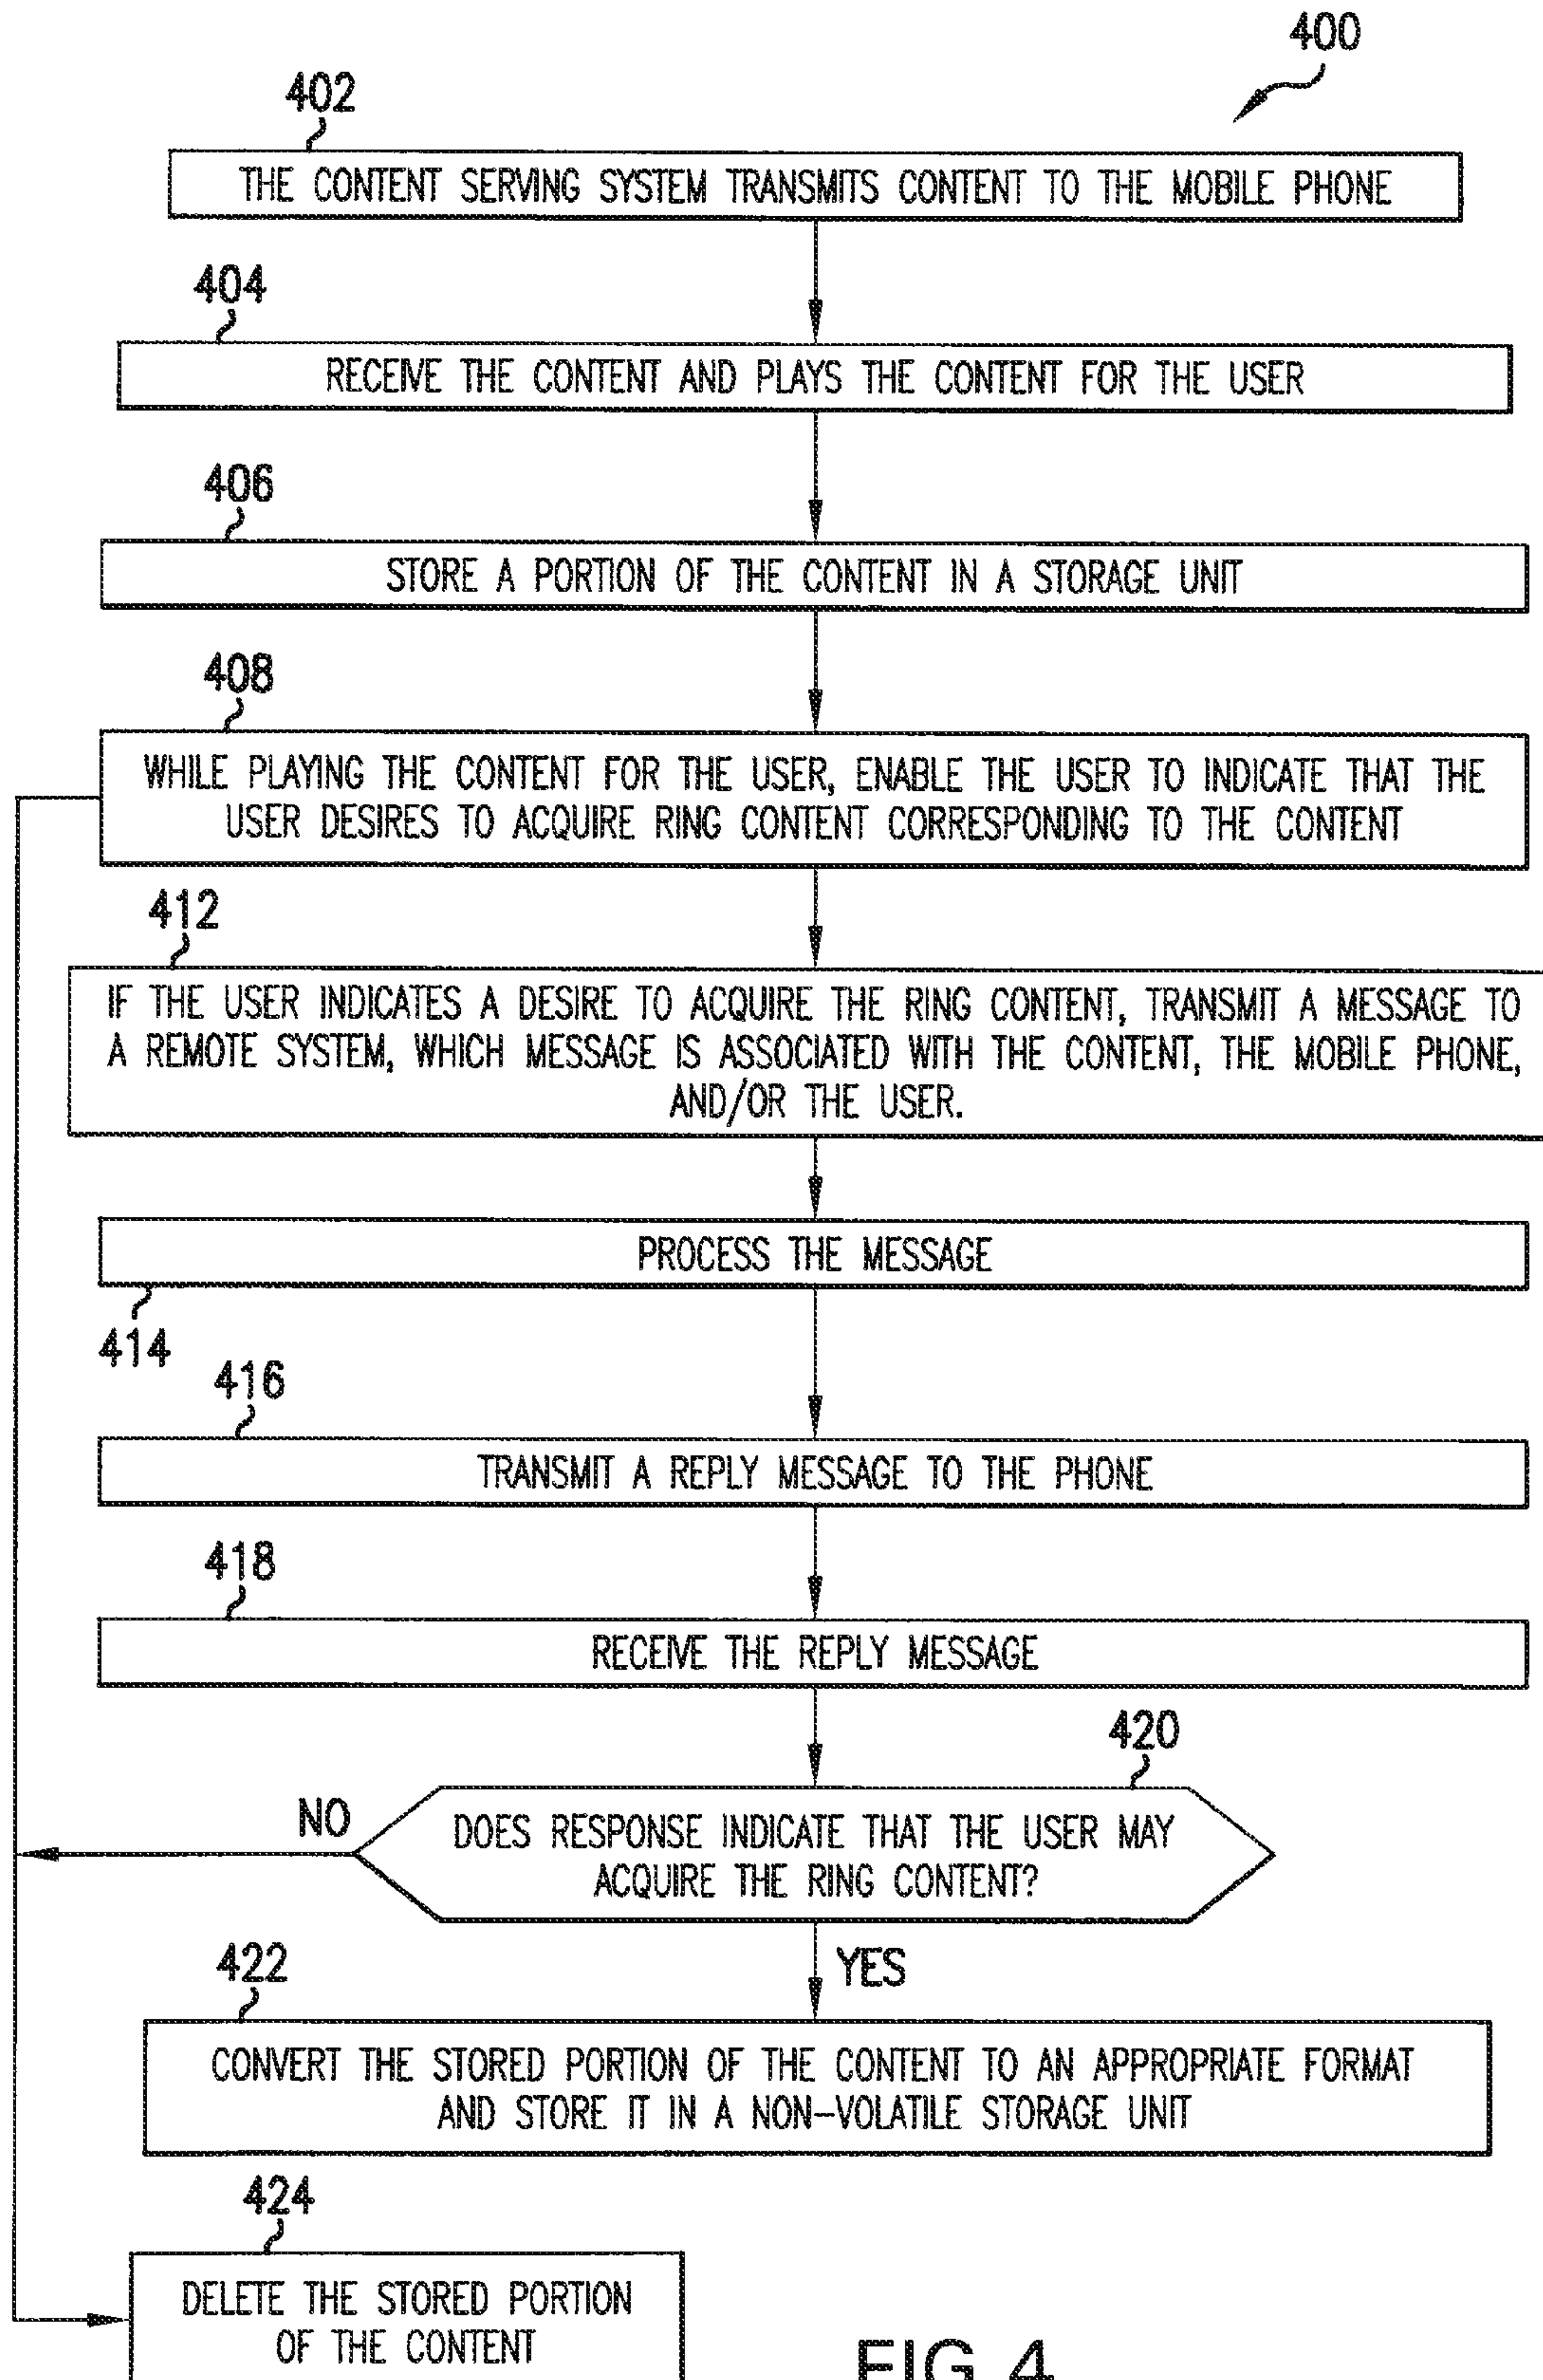 400
402
THE CONTENT SERVING SYSTEM TRANSMITS CONTENT TO THE MOBILE PHONE
404
RECEIVE THE CONTENT AND PLAYS THE CONTENT FOR THE USER
406
STORE A PORTION OF THE CONTENT IN A STORAGE UNIT
408
WHILE PLAYING THE CONTENT FOR THE USER, ENABLE THE USER TO INDICATE THAT THE
USER DESIRES TO ACQUIRE RING CONTENT CORRESPONDING TO THE CONTENT
412
IF THE USER INDICATES A DESIRE TO ACQUIRE THE RING CONTENT, TRANSMIT A MESSAGE TO
A REMOTE SYSTEM, WHICH MESSAGE IS ASSOCIATED WITH THE CONTENT, THE MOBILE PHONE,
AND/OR THE USER.
PROCESS THE MESSAGE
414
416
TRANSMIT A REPLY MESSAGE TO THE PHONE
418
RECEIVE THE REPLY MESSAGE
420
NO
DOES RESPONSE INDICATE THAT THE USER MAY
ACQUIRE THE RING CONTENT?
YES
422
CONVERT THE STORED PORTION OF THE CONTENT TO AN APPROPRIATE FORMAT
AND STORE IT IN A NON-VOLATILE STORAGE UNIT
424
DELETE THE STORED PORTION
OF THE CONTENT
FIG.4